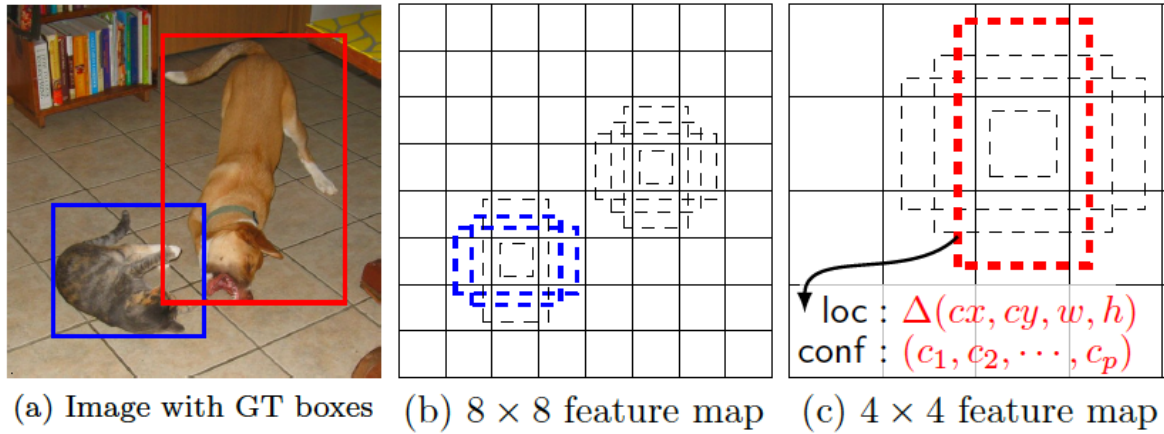 loc : Δ(cx, cy, w, h)
conf : (c₁, c₂, ⋯, cₚ)
(a) Image with GT boxes
(b) 8 × 8 feature map
(c) 4 × 4 feature map